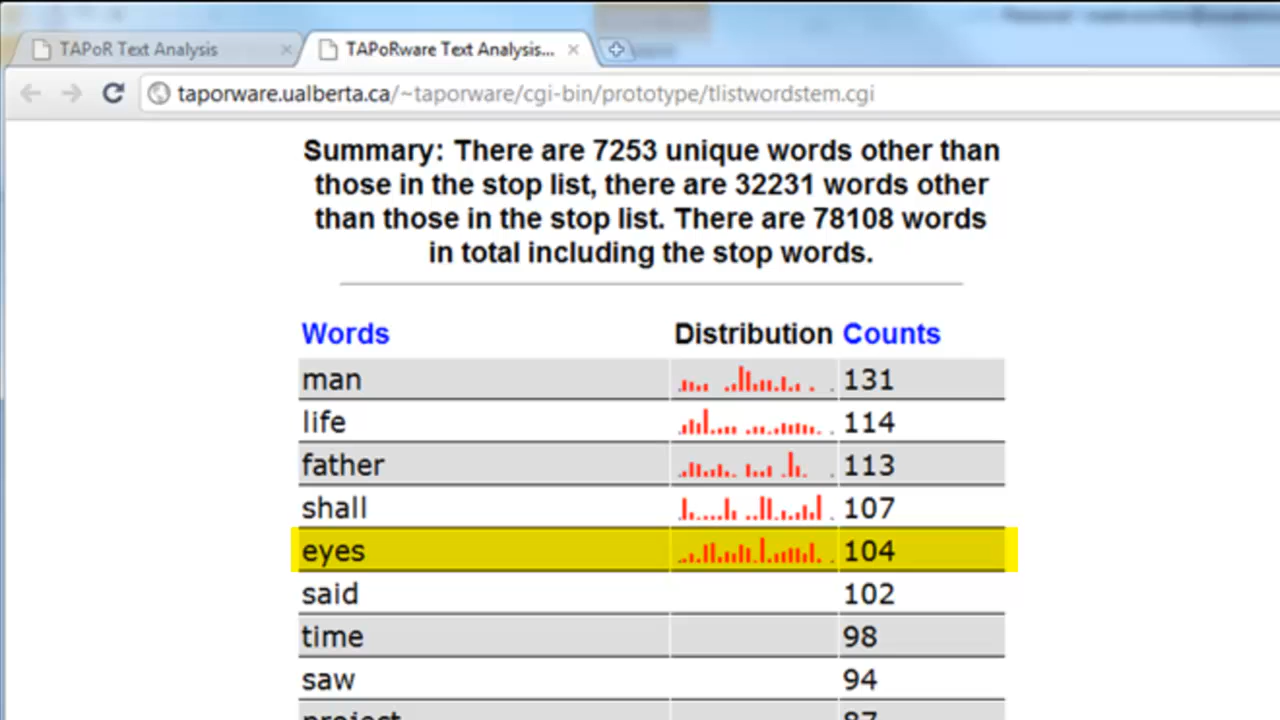 TAPoR Text Analysis
TAPoRware Text Analysis...
taporware.ualberta.ca/~taporware/cgi-bin/prototype/tlistwordstem.cgi
Summary: There are 7253 unique words other than
those in the stop list, there are 32231 words other
than those in the stop list. There are 78108 words
in total including the stop words.
Words Distribution Counts
man 131
life 114
father 113
shall 107
eyes 104
said 102
time 98
saw 94
project 87